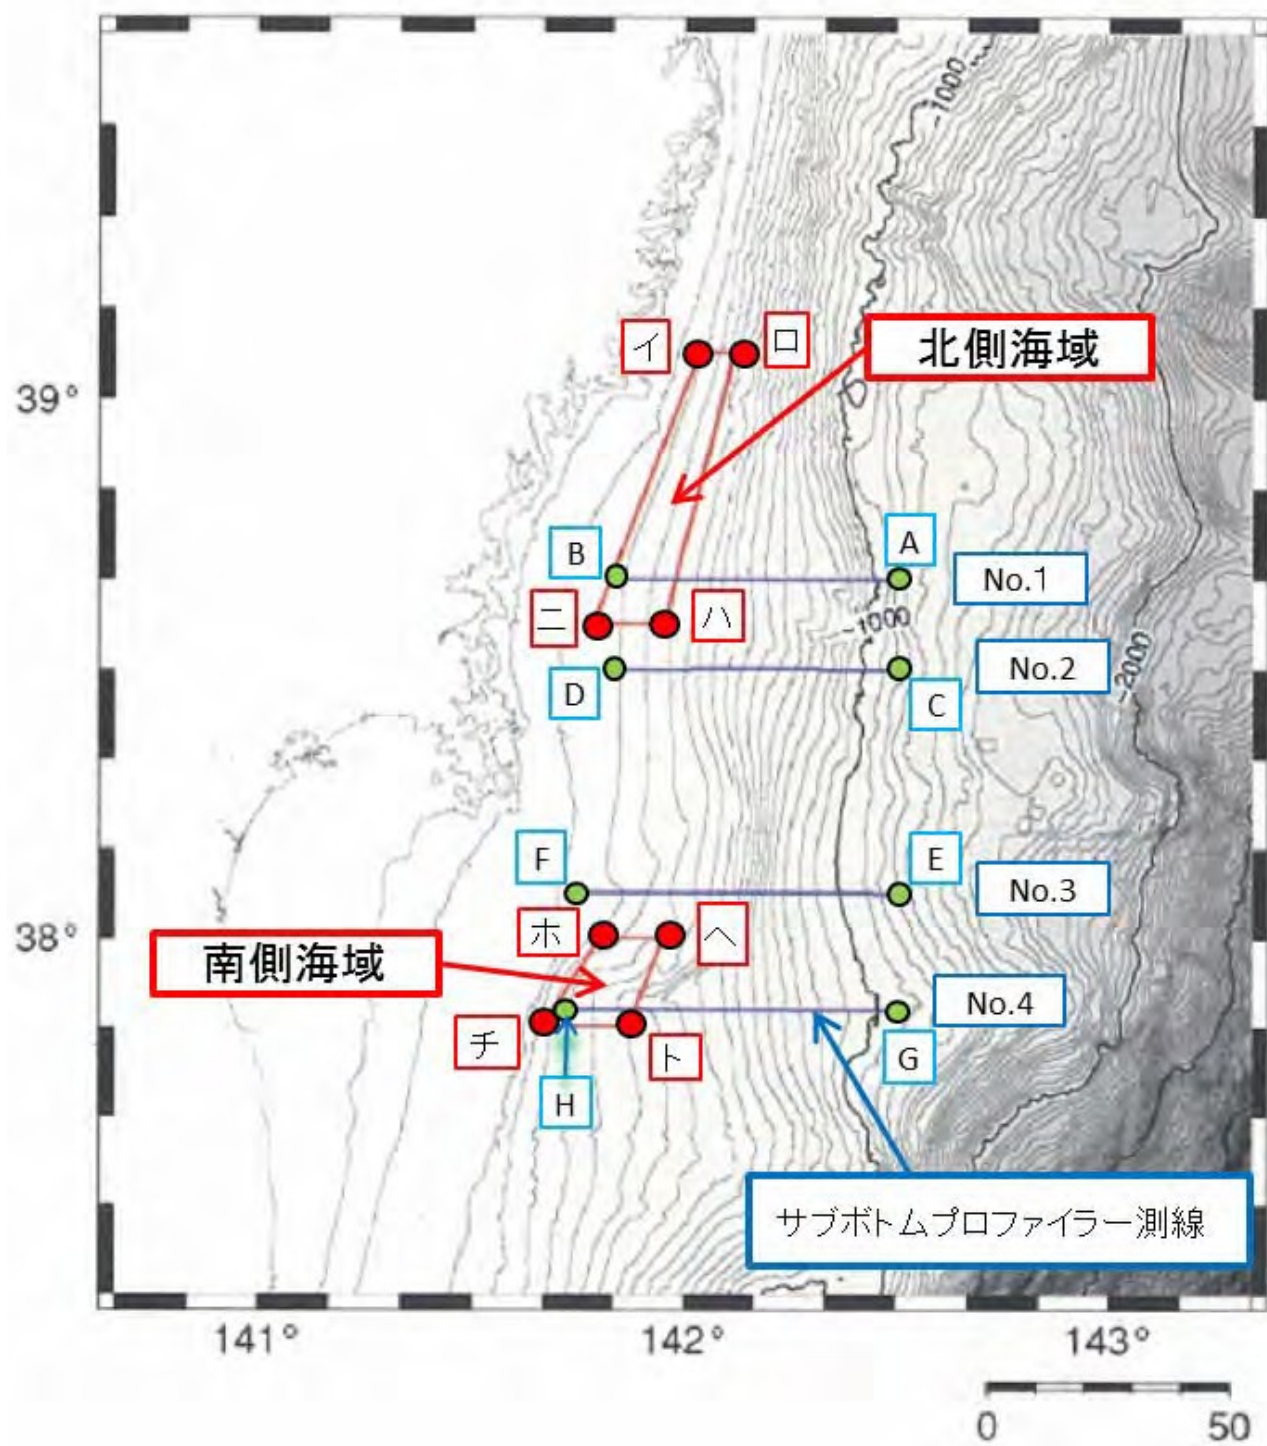 -1000
イ
ロ
北側海域
39°
B
A
No.1
ニ
ハ
-1000
No.2
-2000
D
C
F
E
No.3
38°
ホ
ヘ
南側海域
No.4
チ
ト
G
H
サブボトムプロファイラー測線
141°
142°
143°
0
50